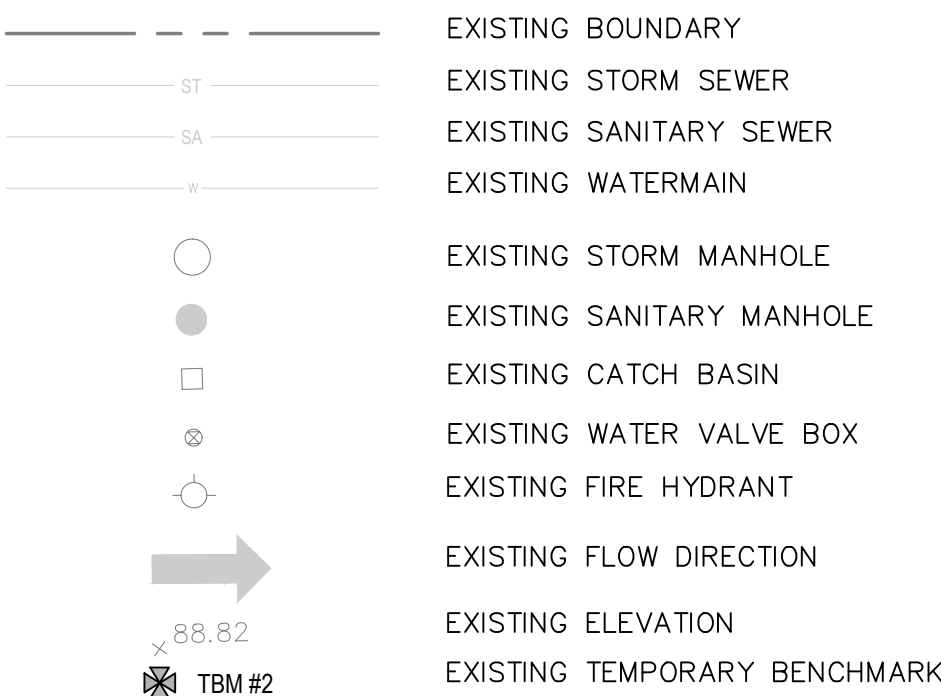 EXISTING BOUNDARY
ST EXISTING STORM SEWER
SA EXISTING SANITARY SEWER
W EXISTING WATERMAIN
EXISTING STORM MANHOLE
EXISTING SANITARY MANHOLE
EXISTING CATCH BASIN
EXISTING WATER VALVE BOX
EXISTING FIRE HYDRANT
EXISTING FLOW DIRECTION
88.82 EXISTING ELEVATION
TBM #2 EXISTING TEMPORARY BENCHMARK